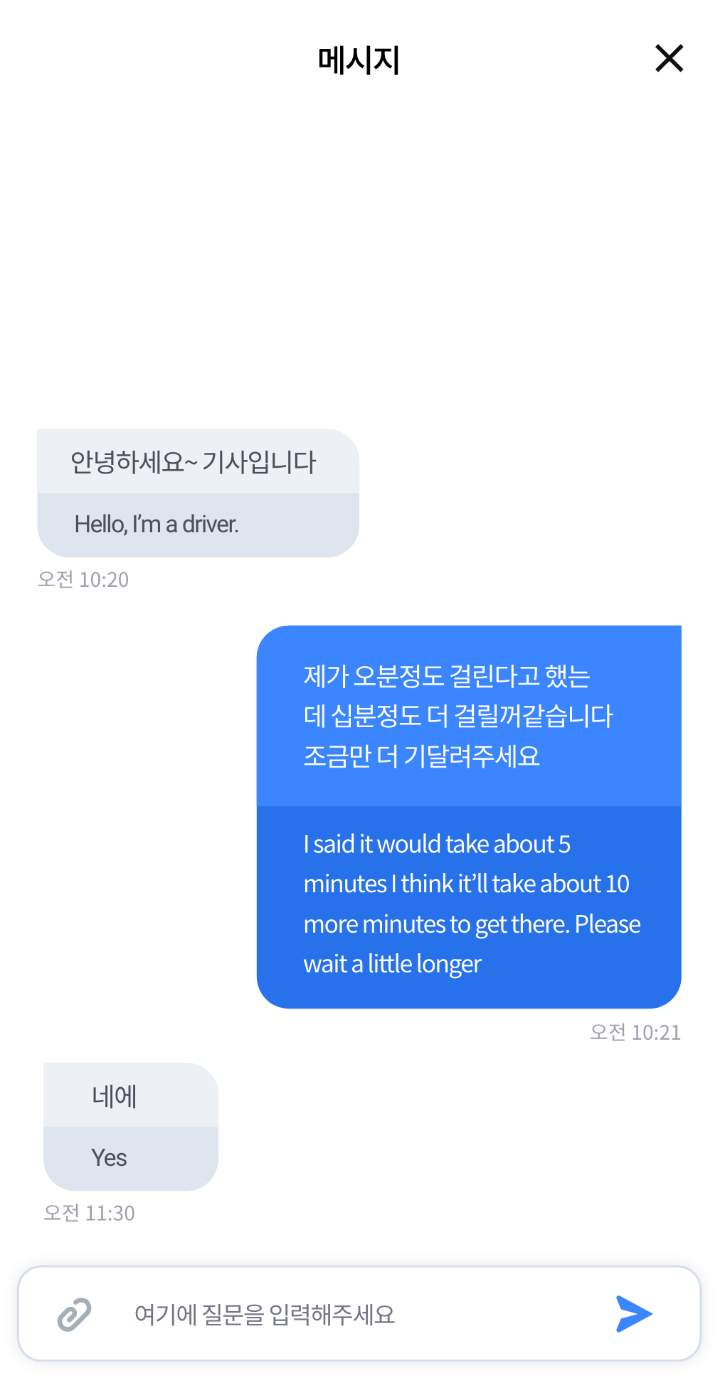 메시지
안녕하세요~ 기사입니다
Hello, I’m a driver.
오전 10:20
제가 오분정도 걸린다고 했는
데 십분정도 더 걸릴꺼같습니다
조금만 더 기달려주세요
I said it would take about 5
minutes I think it’ll take about 10
more minutes to get there. Please
wait a little longer
오전 10:21
네에
Yes
오전 11:30
여기에 질문을 입력해주세요